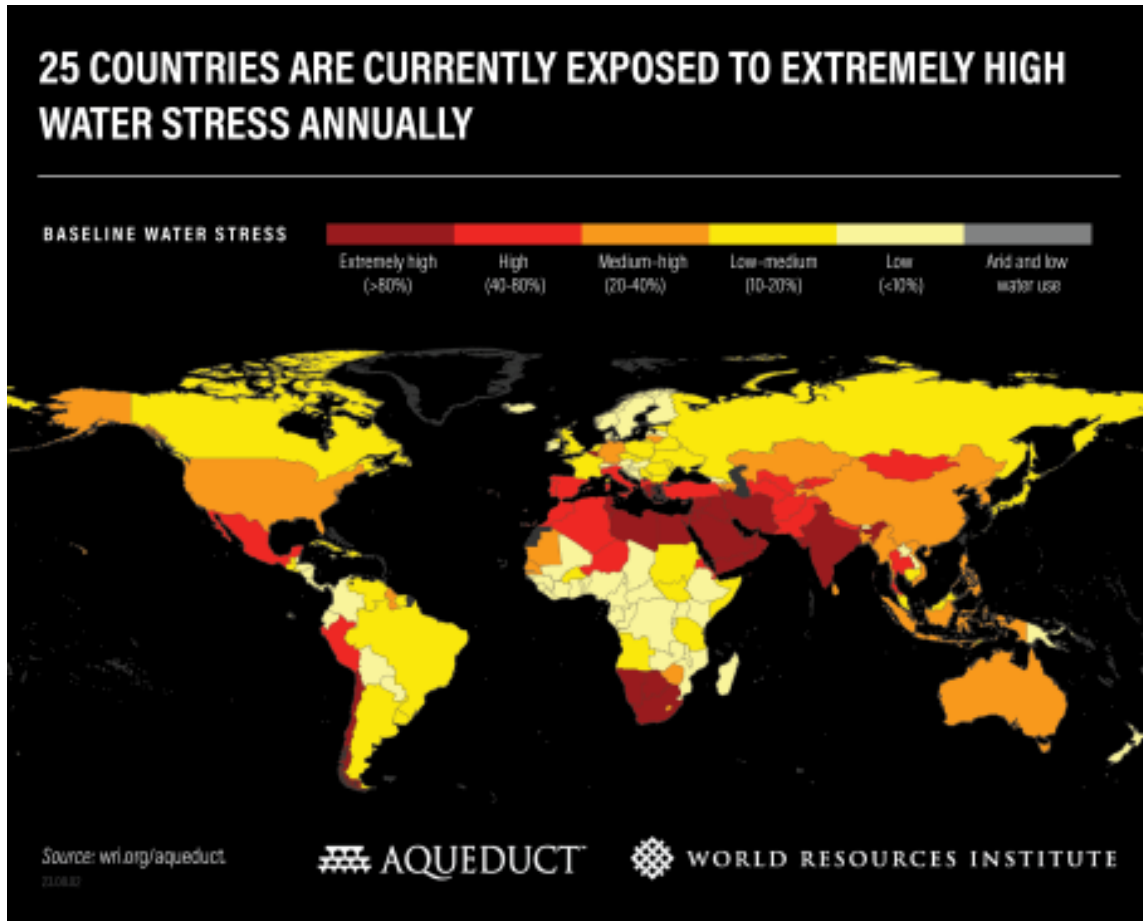 25 COUNTRIES ARE CURRENTLY EXPOSED TO EXTREMELY HIGH
WATER STRESS ANNUALLY
BASELINE WATER STRESS
Extremely high
(>80%)
High
(40-80%)
Medium-high
(20-40%)
Low-medium
(10-20%)
Low
(<10%)
Arid and low
water use
Source: wri.org/aqueduct
AQUEDUCT
WORLD RESOURCES INSTITUTE